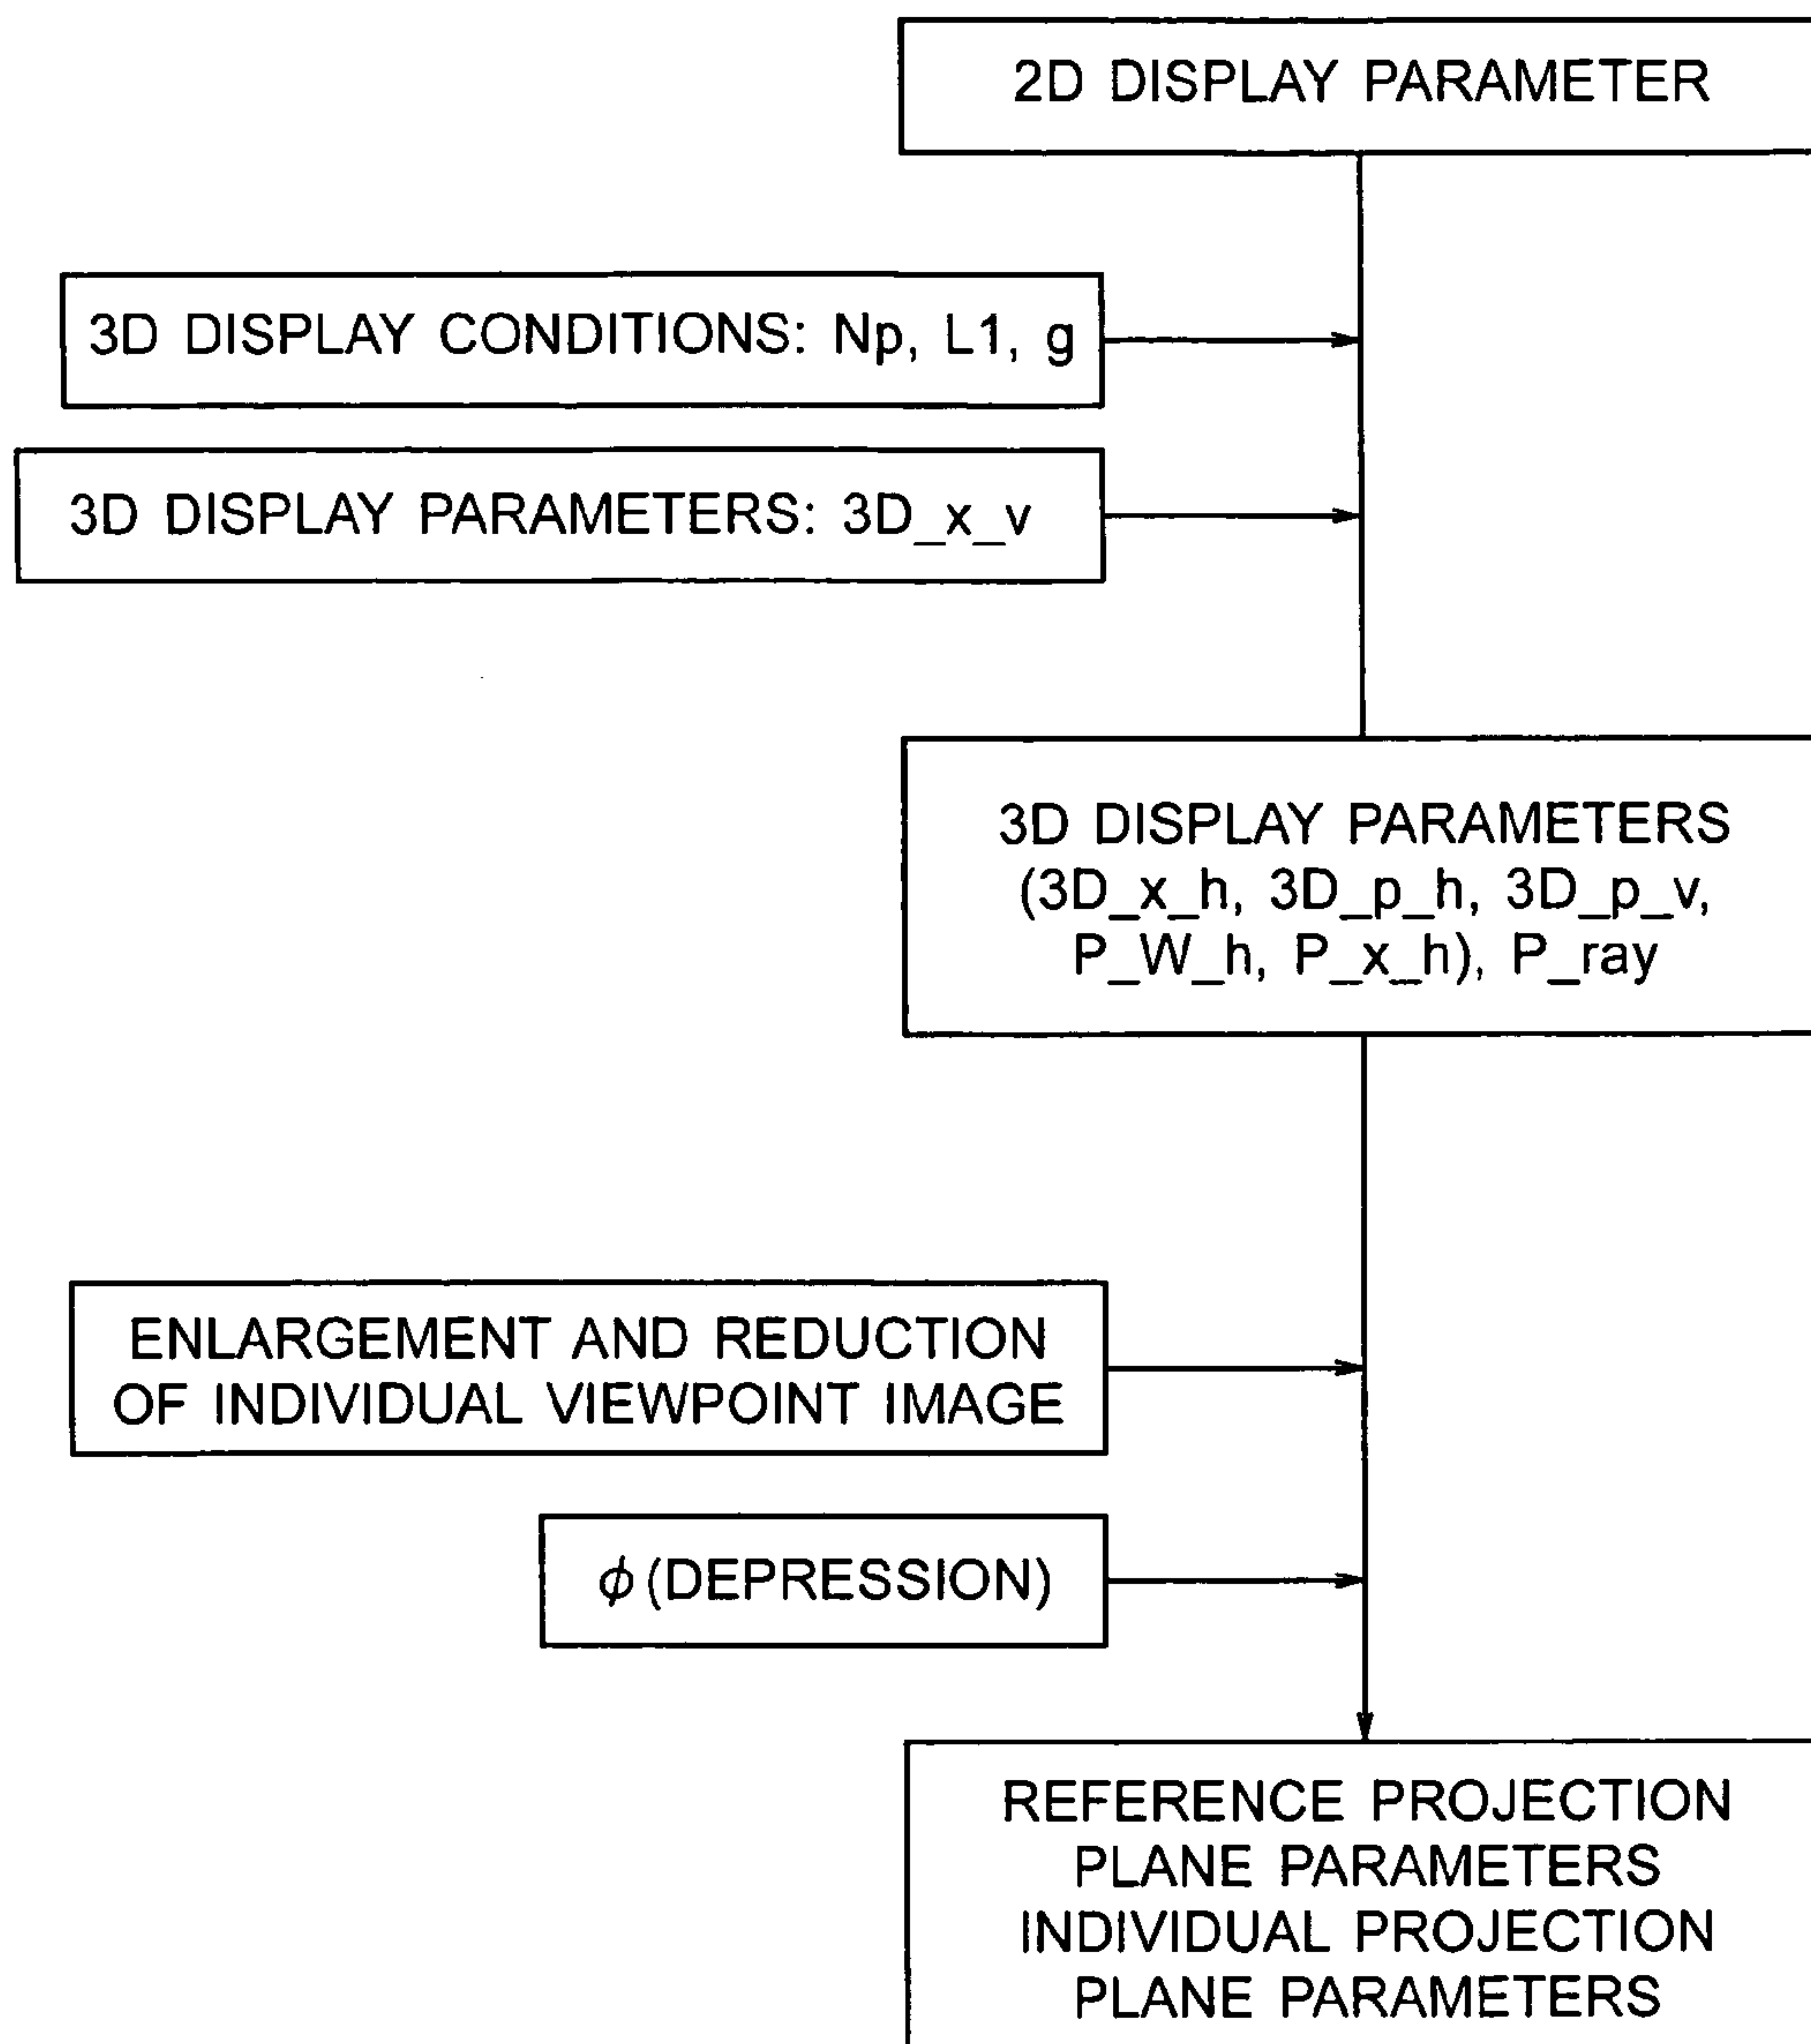 2D DISPLAY PARAMETER
3D DISPLAY CONDITIONS: Np, L1, g
3D DISPLAY PARAMETERS: 3D_x_v
3D DISPLAY PARAMETERS
(3D_x_h, 3D_p_h, 3D_p_v,
P_W_h, P_x_h), P_ray
ENLARGEMENT AND REDUCTION
OF INDIVIDUAL VIEWPOINT IMAGE
ϕ (DEPRESSION)
REFERENCE PROJECTION
PLANE PARAMETERS
INDIVIDUAL PROJECTION
PLANE PARAMETERS